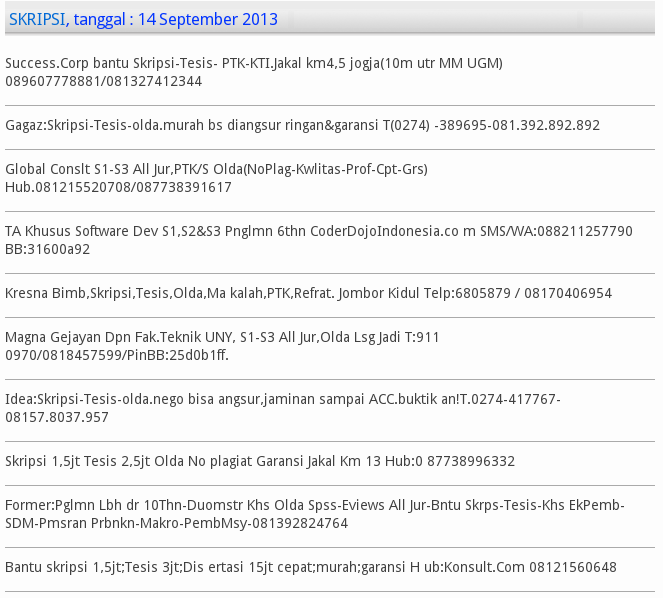 SKRIPSI, tanggal : 14 September 2013
Success.Corp bantu Skripsi-Tesis- PTK-KTI.Jakal km4,5 jogja(10m utr MM UGM)
089607778881/081327412344
Gagaz:Skripsi-Tesis-olda.murah bs diangsur ringan&garansi T(0274) -389695-081.392.892.892
Global Conslt S1-S3 All Jur,PTK/S Olda(NoPlag-Kwlitas-Prof-Cpt-Grs)
Hub.081215520708/087738391617
TA Khusus Software Dev S1,S2&S3 Pnglmn 6thn CoderDojoIndonesia.co m SMS/WA:088211257790
BB:31600a92
Kresna Bimb,Skripsi,Tesis,Olda,Ma kalah,PTK,Refrat. Jombor Kidul Telp:6805879 / 08170406954
Magna Gejayan Dpn Fak.Teknik UNY, S1-S3 All Jur,Olda Lsg Jadi T:911
0970/0818457599/PinBB:25d0b1ff.
Idea:Skripsi-Tesis-olda.nego bisa angsur,jaminan sampai ACC.buktik an!T.0274-417767-
08157.8037.957
Skripsi 1,5jt Tesis 2,5jt Olda No plagiat Garansi Jakal Km 13 Hub:0 87738996332
Former:Pglmn Lbh dr 10Thn-Duomstr Khs Olda Spss-Eviews All Jur-Bntu Skrps-Tesis-Khs EkPemb-
SDM-Pmsran Prbnkn-Makro-PembMsy-081392824764
Bantu skripsi 1,5jt;Tesis 3jt;Dis ertasi 15jt cepat;murah;garansi H ub:Konsult.Com 08121560648